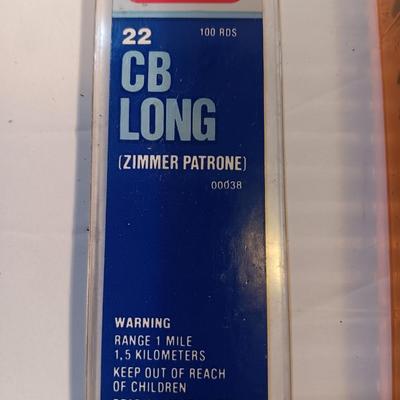 22 100 RDS
CB
LONG
(ZIMMER PATRONE)
00038
WARNING
RANGE 1 MILE
1,5 KILOMETERS
KEEP OUT OF REACH
OF CHILDREN